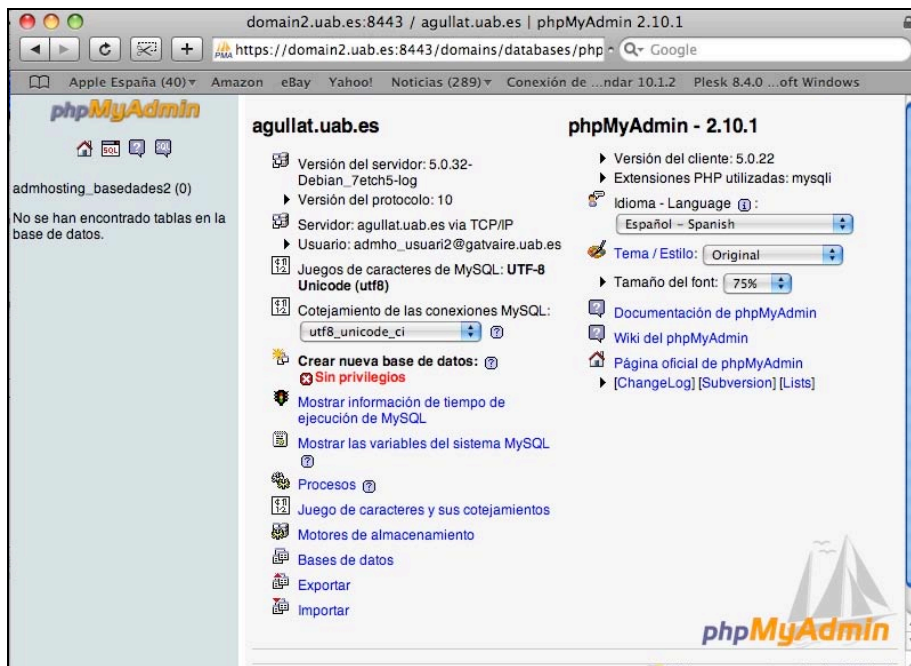 domain2.uab.es:8443 / agullat.uab.es | phpMyAdmin 2.10.1
PMA https://domain2.uab.es:8443/domains/databases/php
Google
Apple España (40) Amazon eBay Yahoo! Noticias (289) Conexión de ...ndar 10.1.2 Plesk 8.4.0 ...oft Windows
phpMyAdmin
SQL
admhosting_basedades2 (0)
No se han encontrado tablas en la
base de datos.
agullat.uab.es
Versión del servidor: 5.0.32-
Debian_7etch5-log
Versión del protocolo: 10
Servidor: agullat.uab.es via TCP/IP
Usuario: admho_usuari2@gatvaire.uab.es
Juegos de caracteres de MySQL: UTF-8
Unicode (utf8)
Cotejamiento de las conexiones MySQL:
utf8_unicode_ci
Crear nueva base de datos:
Sin privilegios
Mostrar información de tiempo de
ejecución de MySQL
Mostrar las variables del sistema MySQL
Procesos
Juego de caracteres y sus cotejamientos
Motores de almacenamiento
Bases de datos
Exportar
Importar
phpMyAdmin - 2.10.1
Versión del cliente: 5.0.22
Extensiones PHP utilizadas: mysqli
Idioma - Language :
Español - Spanish
Tema / Estilo: Original
Tamaño del font: 75%
Documentación de phpMyAdmin
Wiki del phpMyAdmin
Página oficial de phpMyAdmin
[ChangeLog] [Subversion] [Lists]
phpMyAdmin